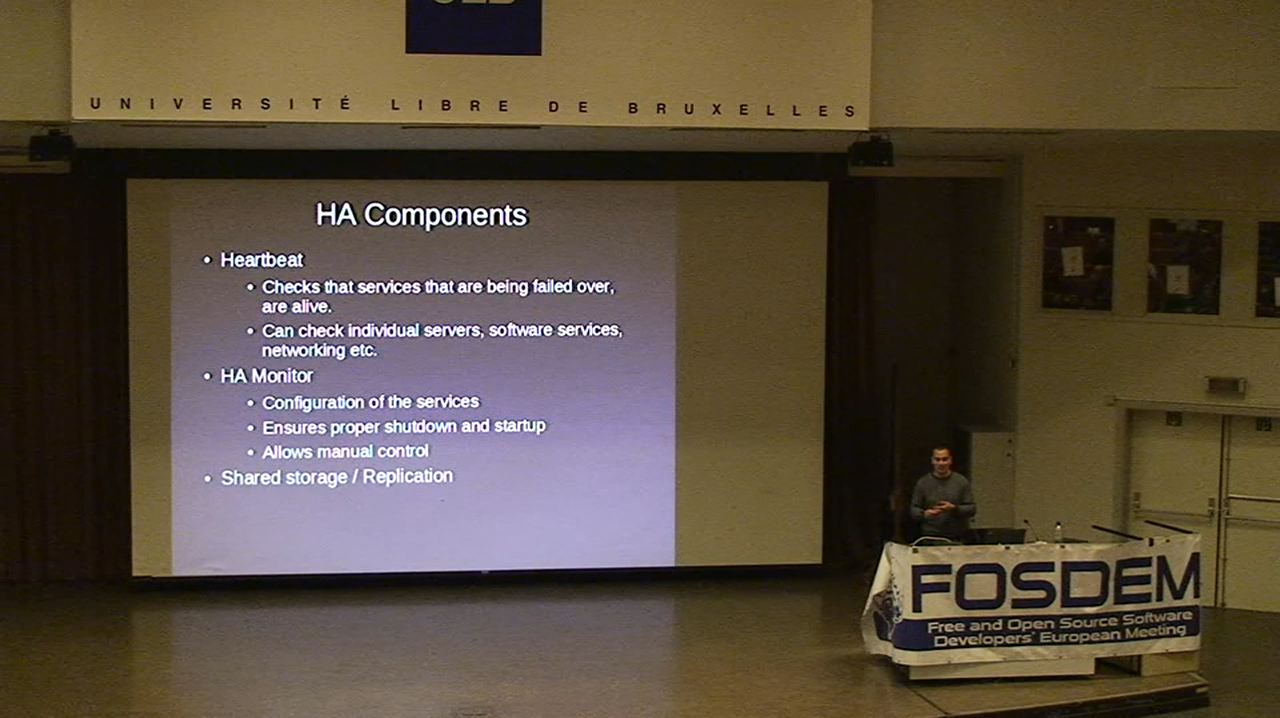 UNIVERSITÉ LIBRE DE BRUXELLES
HA Components
• Heartbeat
• Checks that services that are being failed over,
are alive.
• Can check individual servers, software services,
networking etc.
• HA Monitor
• Configuration of the services
• Ensures proper shutdown and startup
• Allows manual control
• Shared storage / Replication
FOSDEM
Free and Open Source Software
Developers' European Meeting